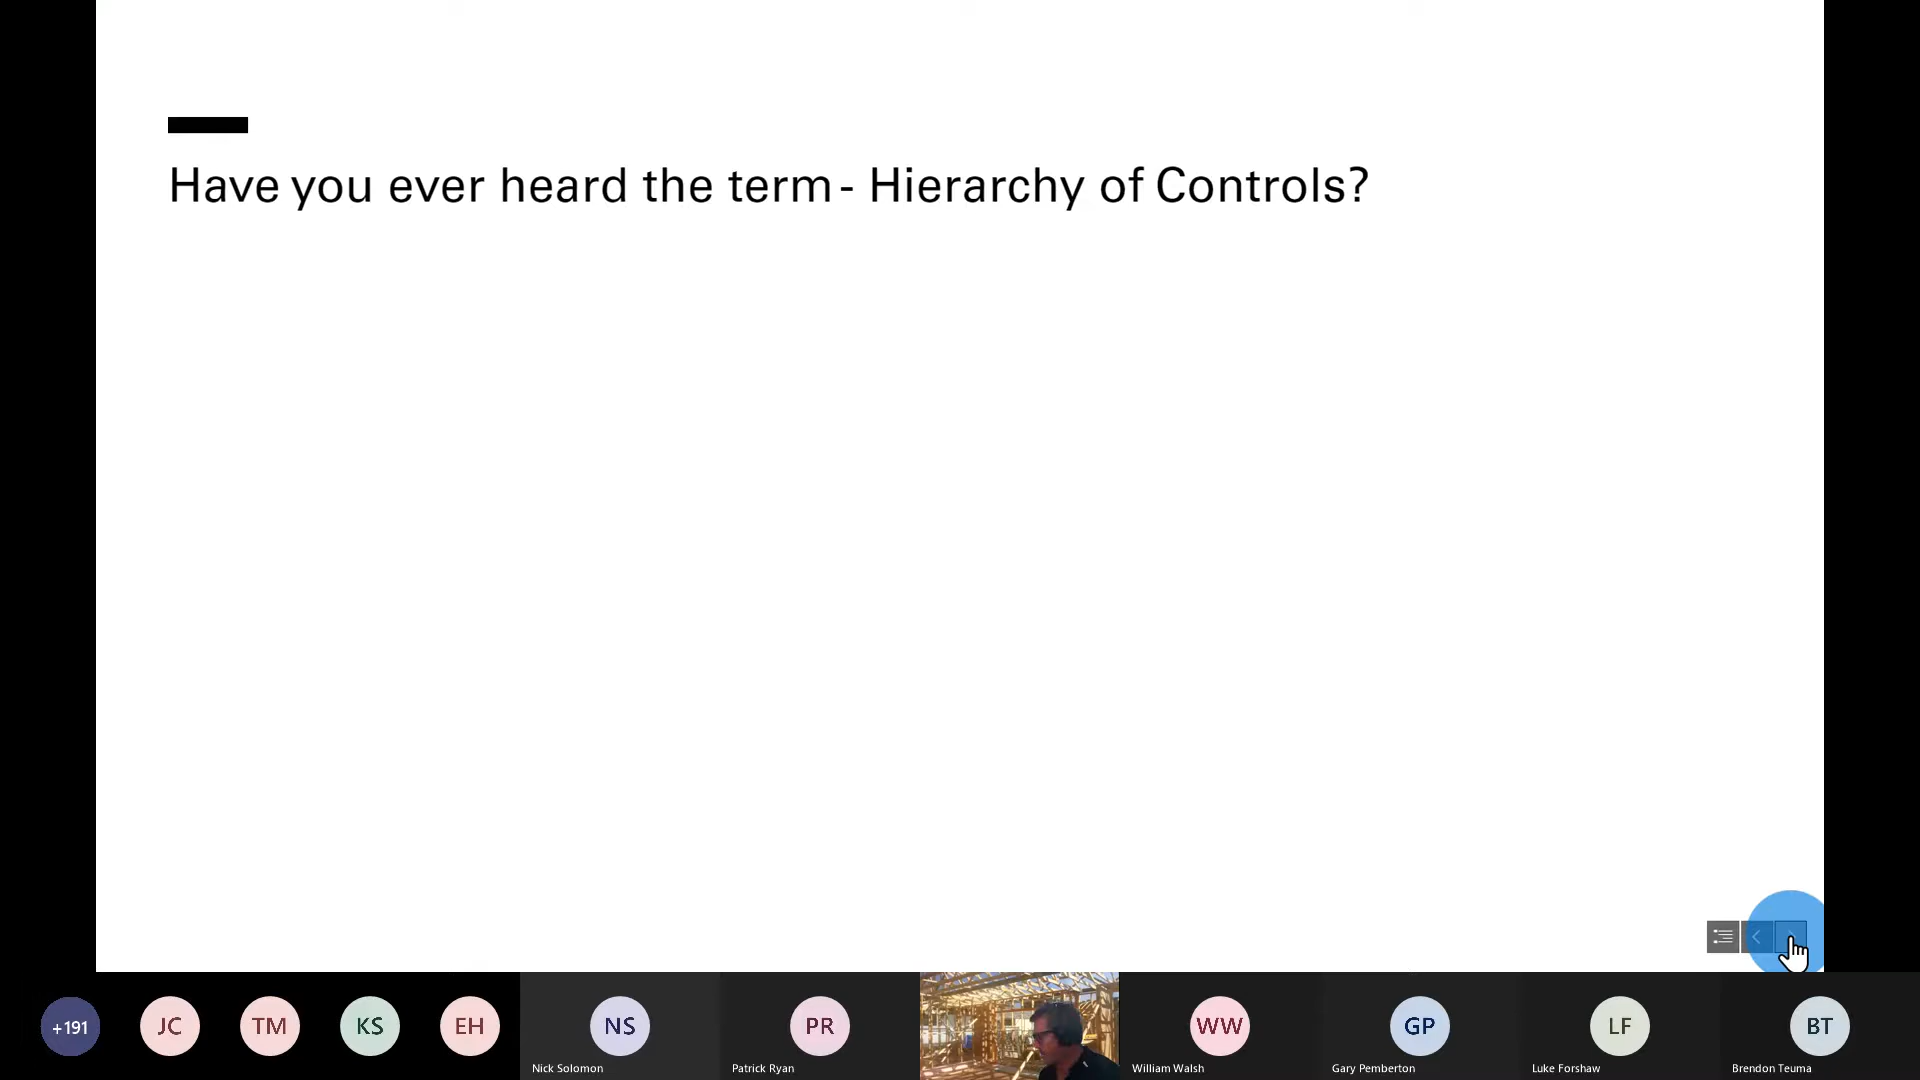 Have you ever heard the term - Hierarchy of Controls?
+191
JC
TM
KS
EH
NS
PR
WW
GP
LF
BT
Nick Solomon
Patrick Ryan
William Walsh
Gary Pemberton
Luke Forshaw
Brendon Teuma